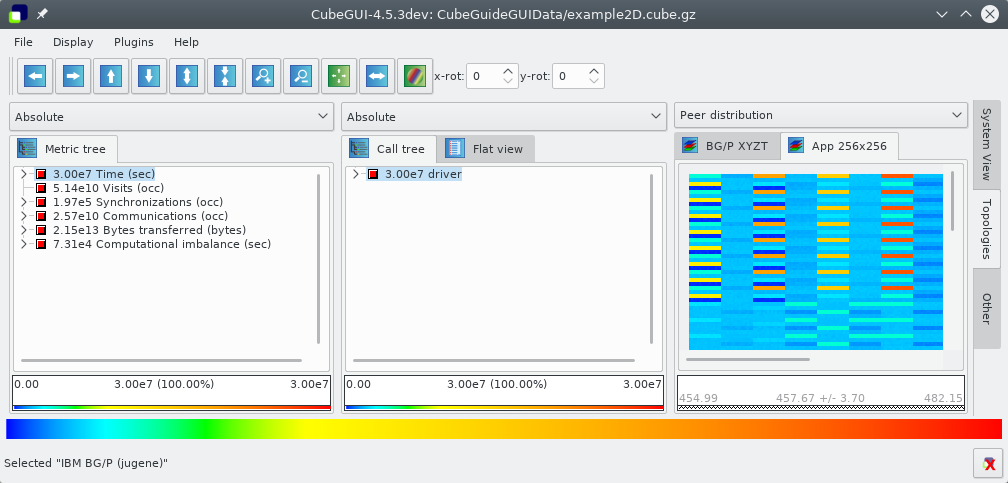 CubeGUI-4.5.3dev: CubeGuideGUIData/example2D.cube.gz
File Display Plugins Help
x-rot: 0 y-rot: 0
Absolute
Absolute
Peer distribution
Metric tree
Call tree
Flat view
BG/P XYZT
App 256x256
3.00e7 Time (sec)
5.14e10 Visits (occ)
1.97e5 Synchronizations (occ)
2.57e10 Communications (occ)
2.15e13 Bytes transferred (bytes)
7.31e4 Computational imbalance (sec)
3.00e7 driver
System View
Topologies
Other
0.00 3.00e7 (100.00%) 3.00e7
0.00 3.00e7 (100.00%) 3.00e7
454.99 457.67 +/- 3.70 482.15
Selected "IBM BG/P (jugene)"